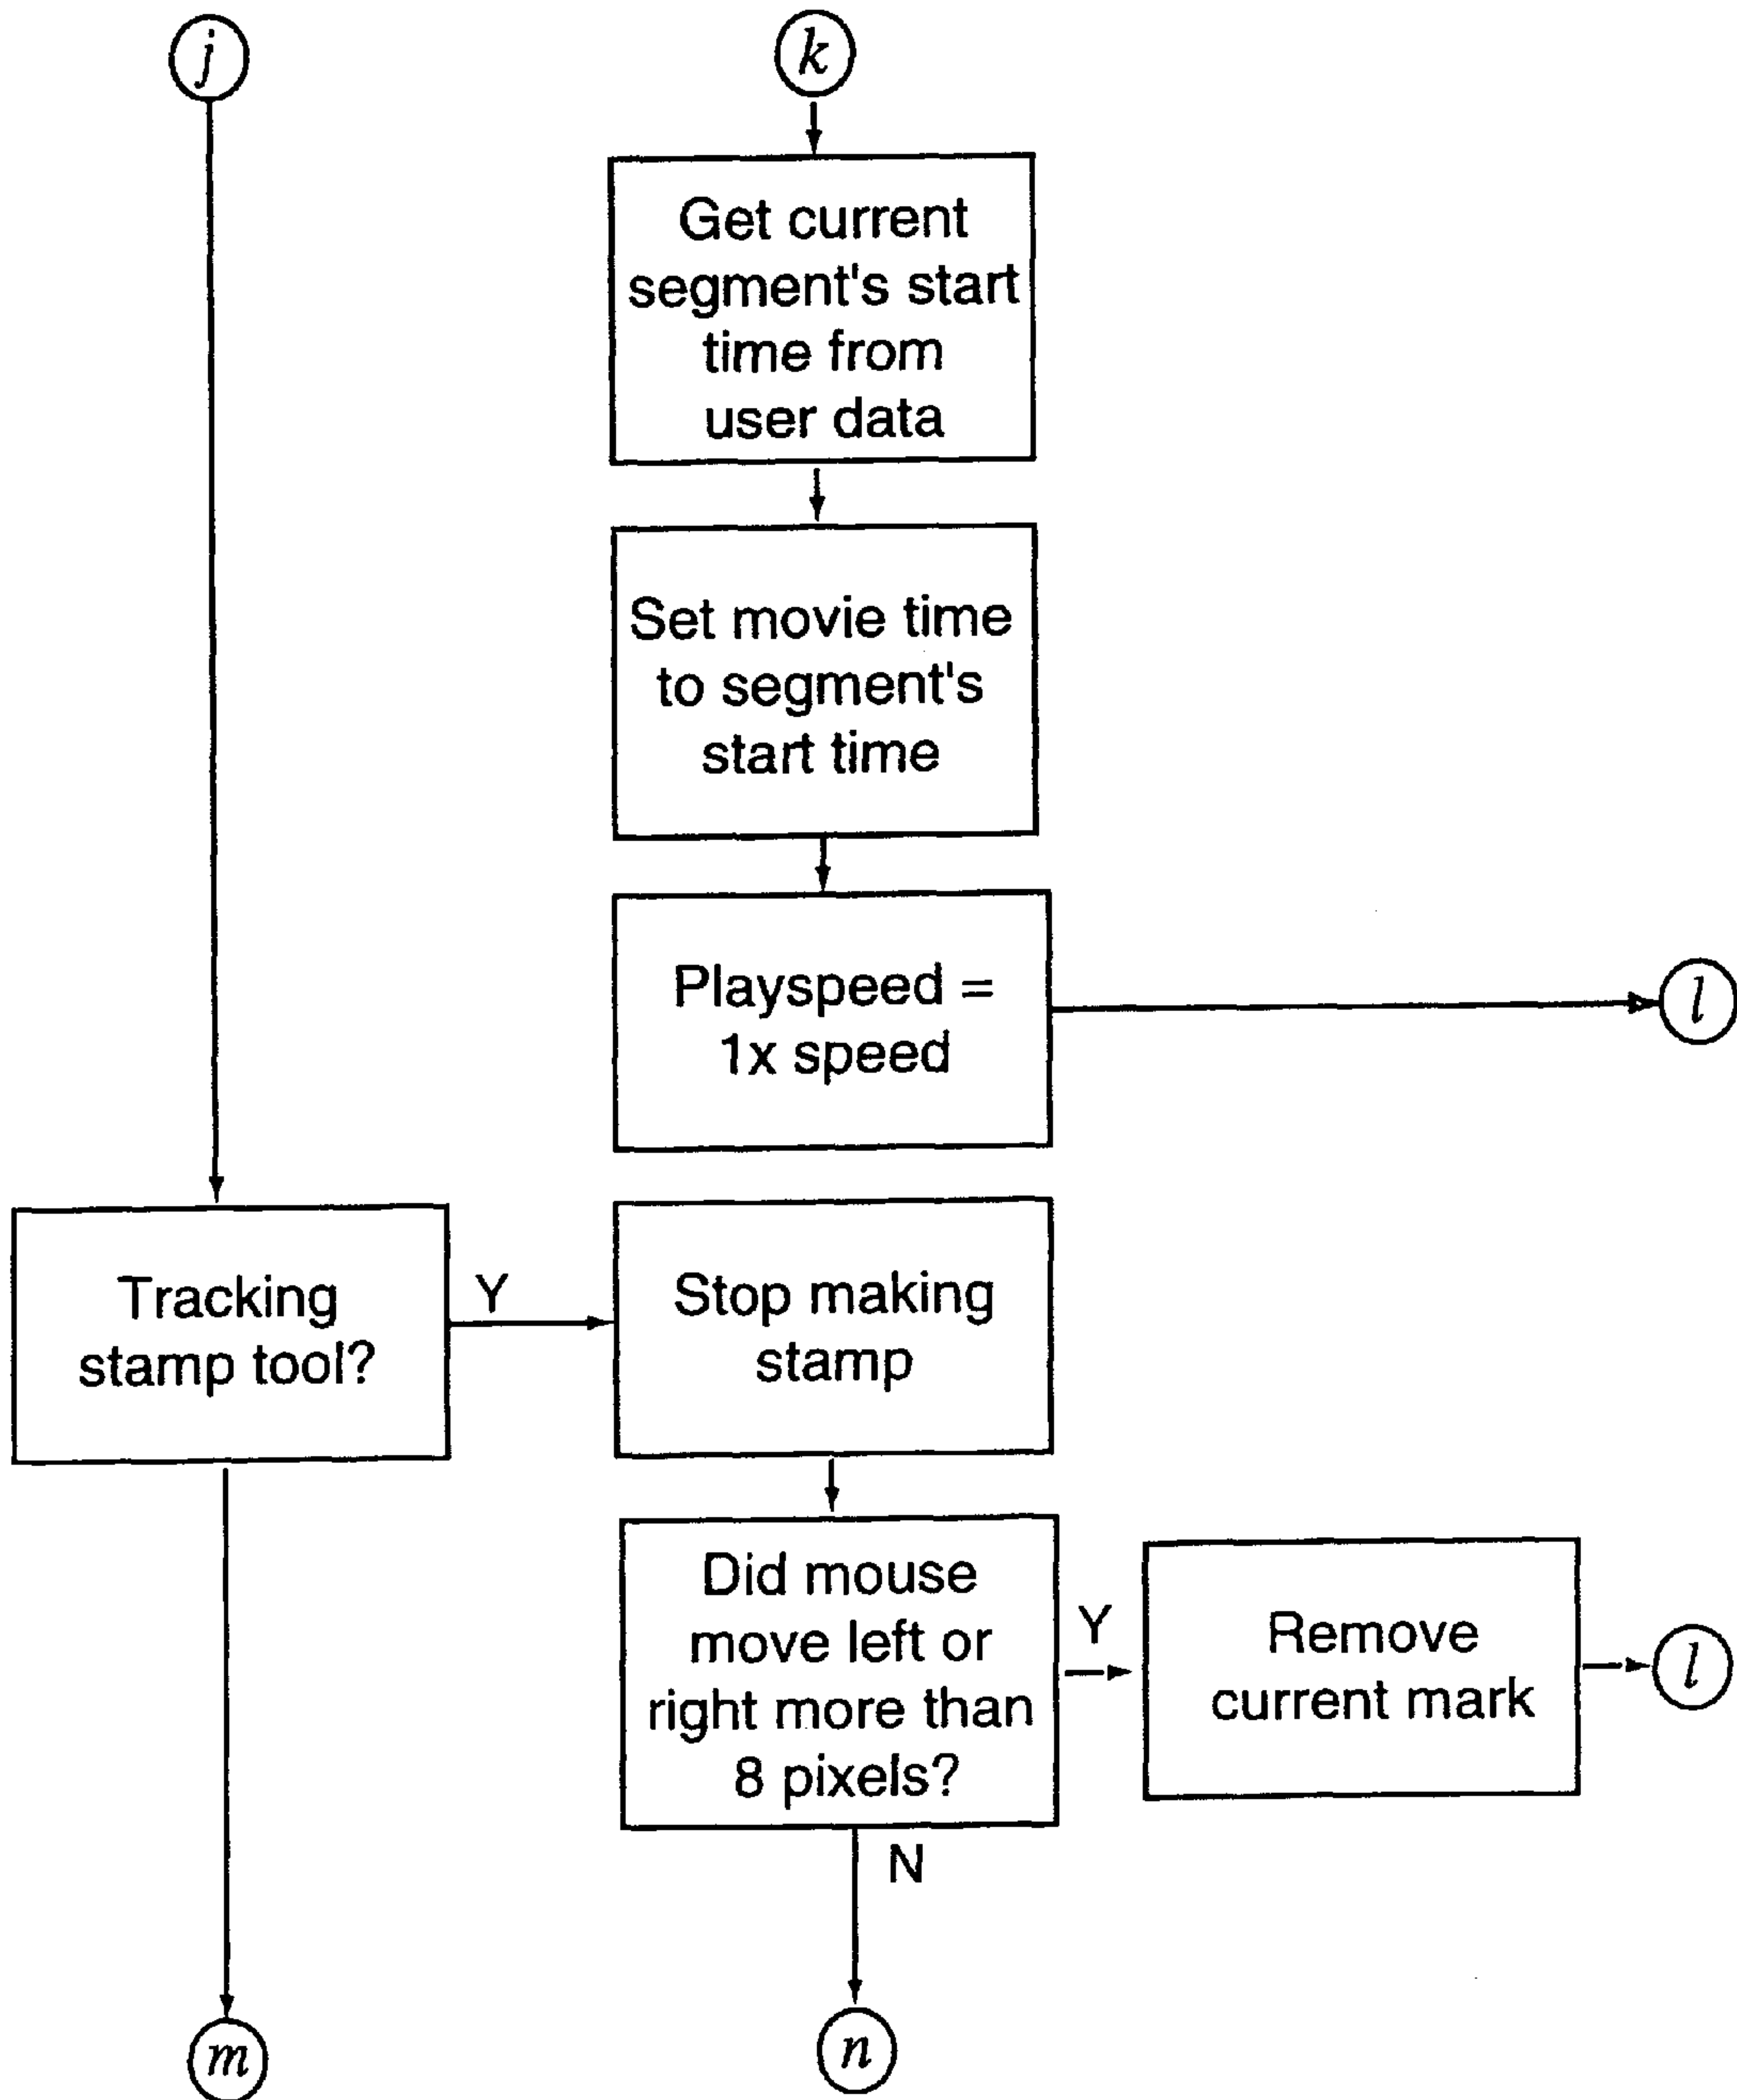 j
k
Get current
segment's start
time from
user data
Set movie time
to segment's
start time
Playspeed =
1x speed
l
Tracking
stamp tool?
Y
Stop making
stamp
Did mouse
move left or
right more than
8 pixels?
Y
Remove
current mark
l
N
m
n